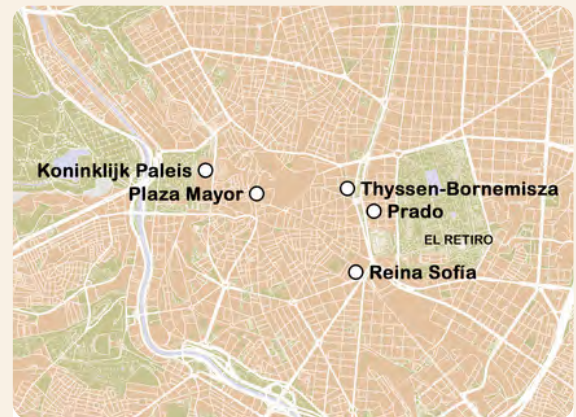 Koninklijk Paleis
Plaza Mayor
Thyssen-Bornemisza
Prado
EL RETIRO
Reina Sofía